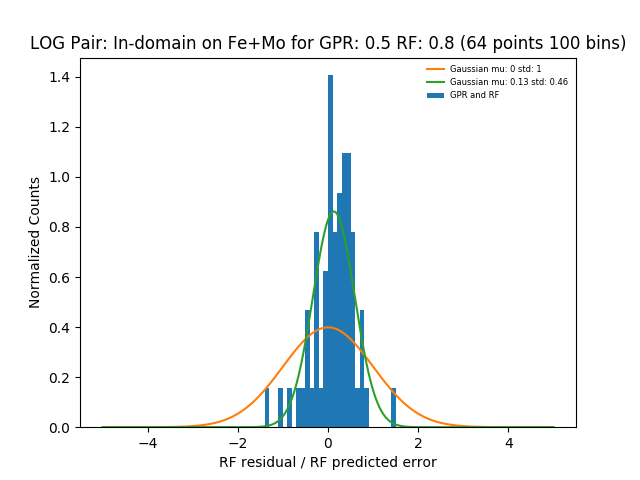 LOG Pair: In-domain on Fe+Mo for GPR: 0.5 RF: 0.8 (64 points 100 bins)
Gaussian mu: 0 std: 1
Gaussian mu: 0.13 std: 0.46
GPR and RF
Normalized Counts
1.4
1.2
1.0
0.8
0.6
0.4
0.2
0.0
−4
−2
0
2
4
RF residual / RF predicted error